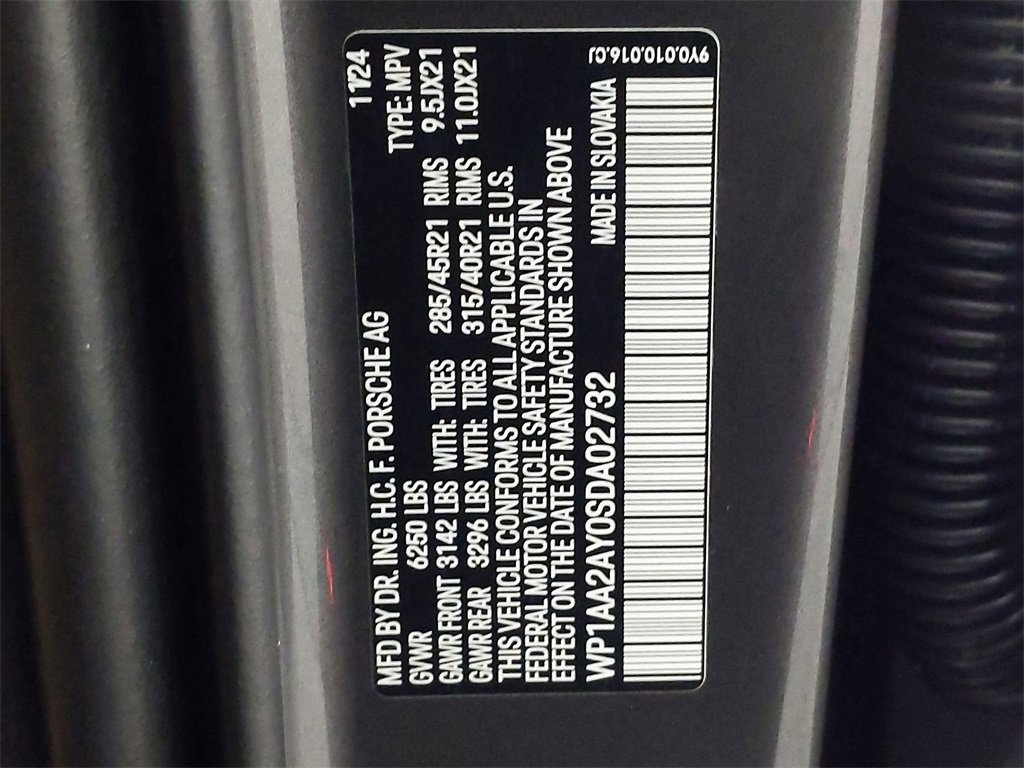 11/24
MFD BY DR. ING. H.C. F. PORSCHE AG TYPE: MPV
GVWR 6250 LBS
GAWR FRONT 3142 LBS WITH: TIRES 285/45R21 RIMS 9.5JX21
GAWR REAR 3296 LBS WITH: TIRES 315/40R21 RIMS 11.0JX21
THIS VEHICLE CONFORMS TO ALL APPLICABLE U.S.
FEDERAL MOTOR VEHICLE SAFETY STANDARDS IN
EFFECT ON THE DATE OF MANUFACTURE SHOWN ABOVE
WP1AA2AY0SDA02732 MADE IN SLOVAKIA
9Y0.010.016.CJ